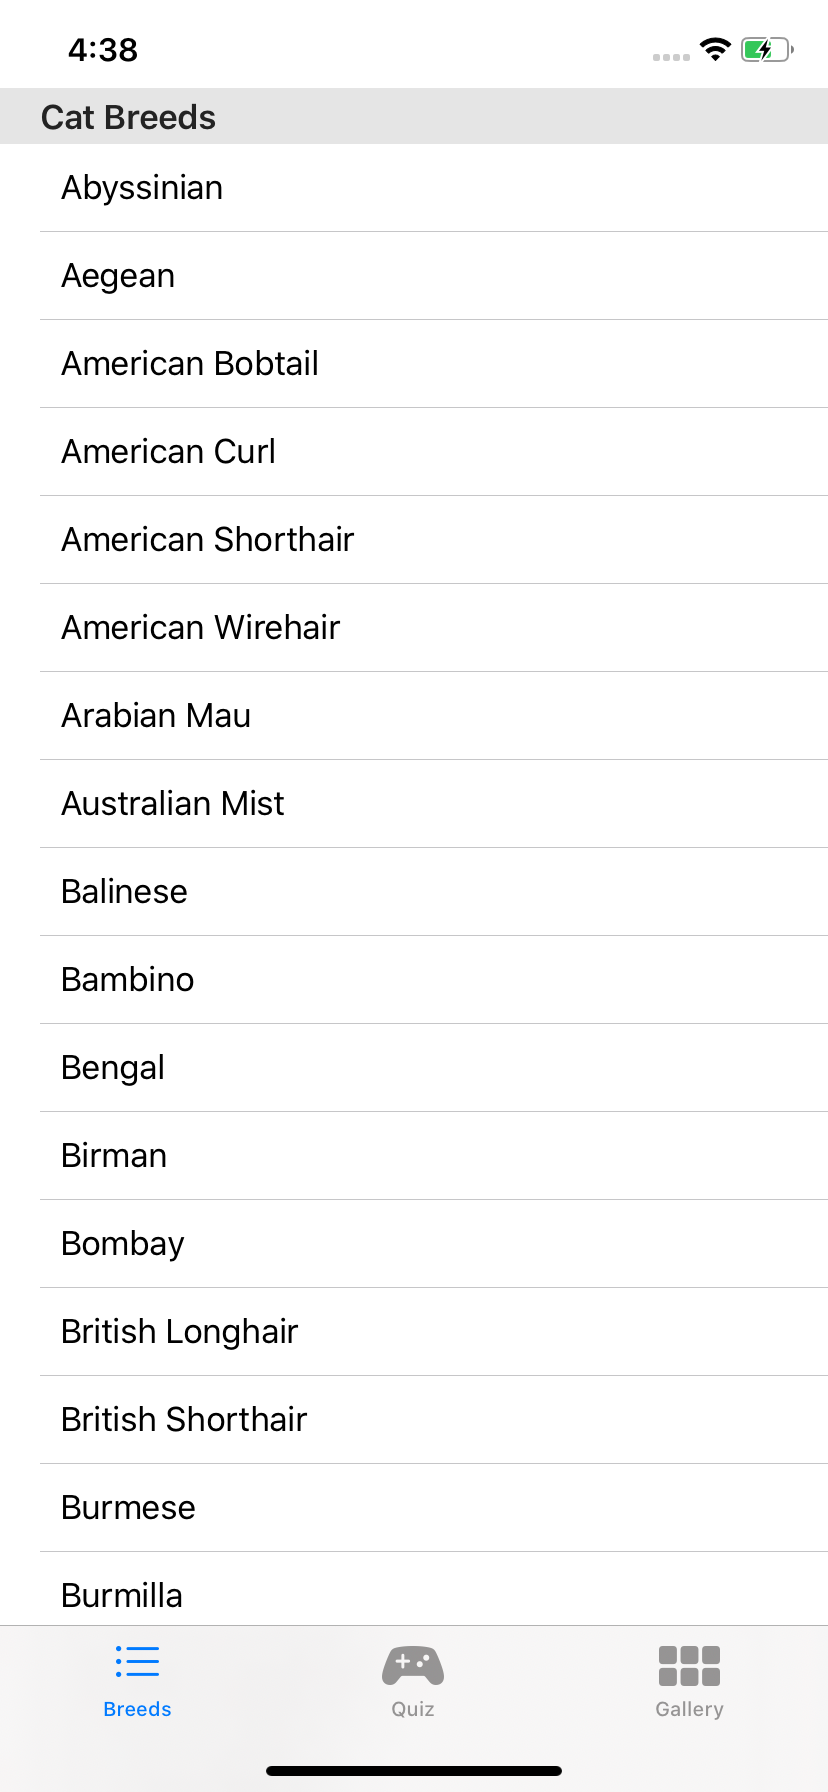 4:38
Cat Breeds
Abyssinian
Aegean
American Bobtail
American Curl
American Shorthair
American Wirehair
Arabian Mau
Australian Mist
Balinese
Bambino
Bengal
Birman
Bombay
British Longhair
British Shorthair
Burmese
Burmilla
Breeds
Quiz
Gallery